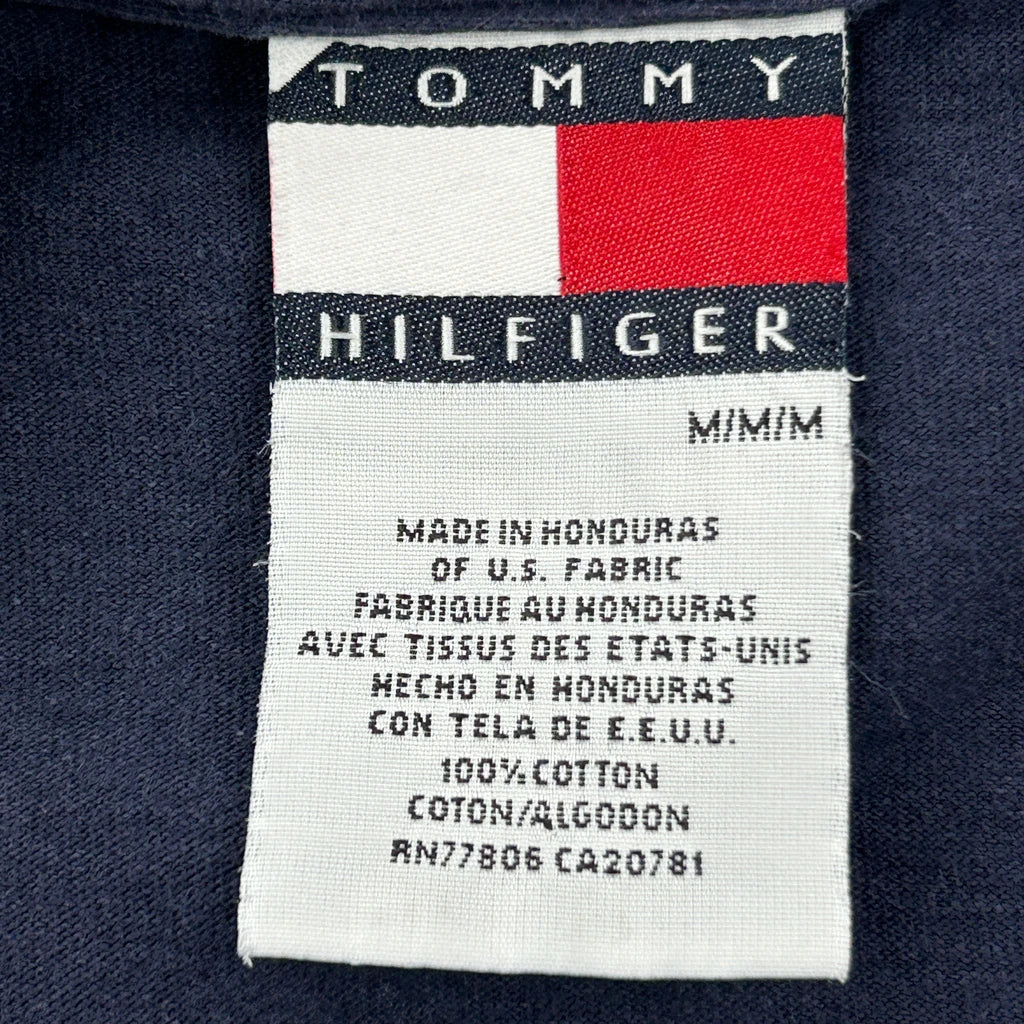 TOMMY
HILFIGER
M/M/M
MADE IN HONDURAS
OF U.S. FABRIC
FABRIQUE AU HONDURAS
AVEC TISSUS DES ETATS-UNIS
HECHO EN HONDURAS
CON TELA DE E.E.U.U.
100% COTTON
COTON/ALGODON
RN77806 CA20781